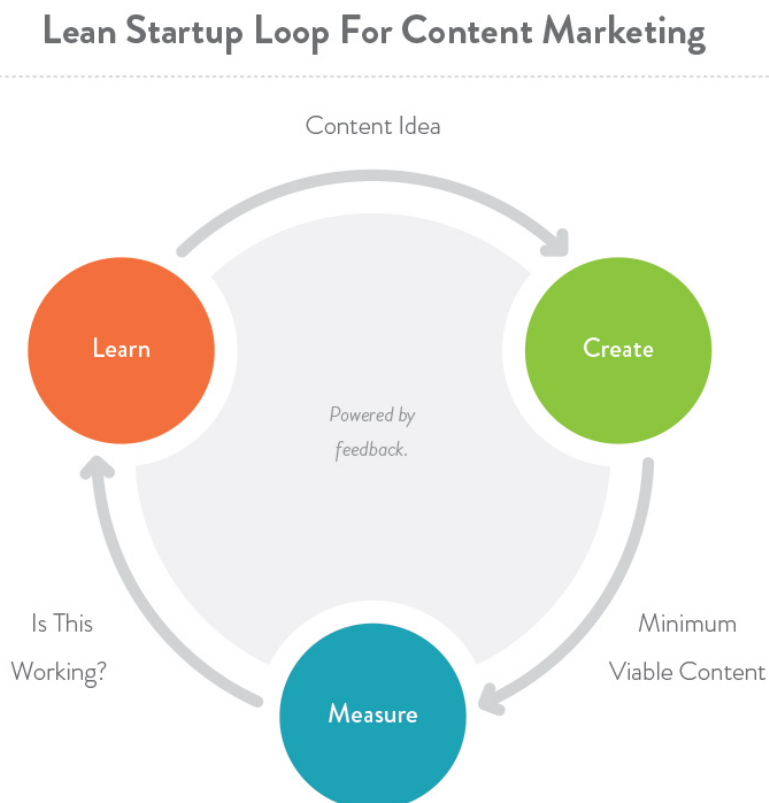 Lean Startup Loop For Content Marketing
Content Idea
Learn
Create
Powered by
feedback.
Is This
Working?
Minimum
Viable Content
Measure